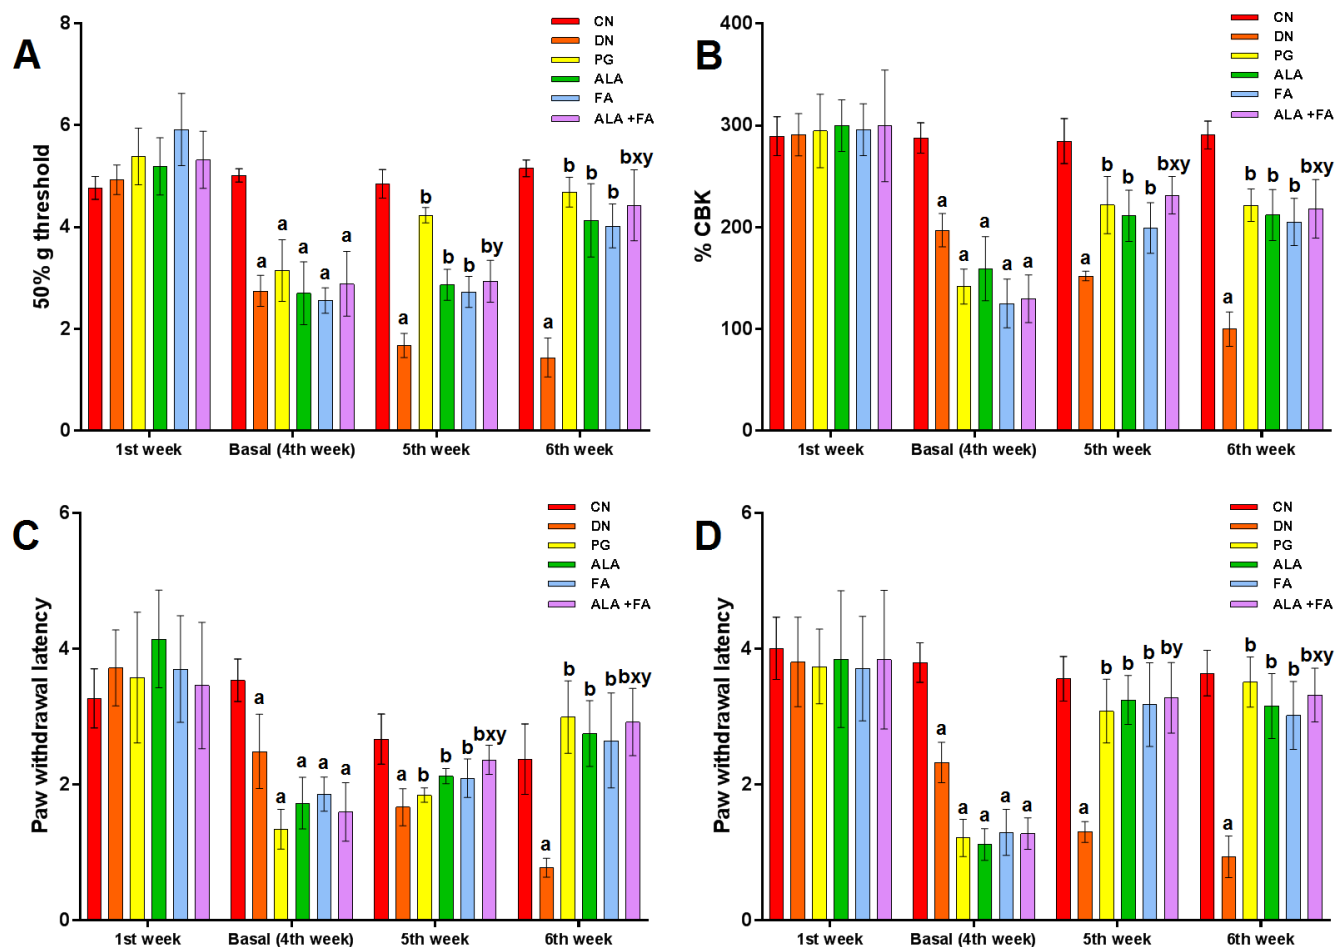 A
50% g threshold
8
6
4
2
0
CN
DN
PG
ALA
FA
ALA +FA
a a a a
a b b b by
a b b b bxy
1st week Basal (4th week) 5th week 6th week
B
% CBK
400
300
200
100
0
CN
DN
PG
ALA
FA
ALA +FA
a a a a a
a b b b bxy
a b b b bxy
1st week Basal (4th week) 5th week 6th week
C
Paw withdrawal latency
6
4
2
0
CN
DN
PG
ALA
FA
ALA +FA
a a a a a
a b b b bxy
a b b b bxy
1st week Basal (4th week) 5th week 6th week
D
Paw withdrawal latency
6
4
2
0
CN
DN
PG
ALA
FA
ALA +FA
a a a a a
a b b b by
a b b b bxy
1st week Basal (4th week) 5th week 6th week